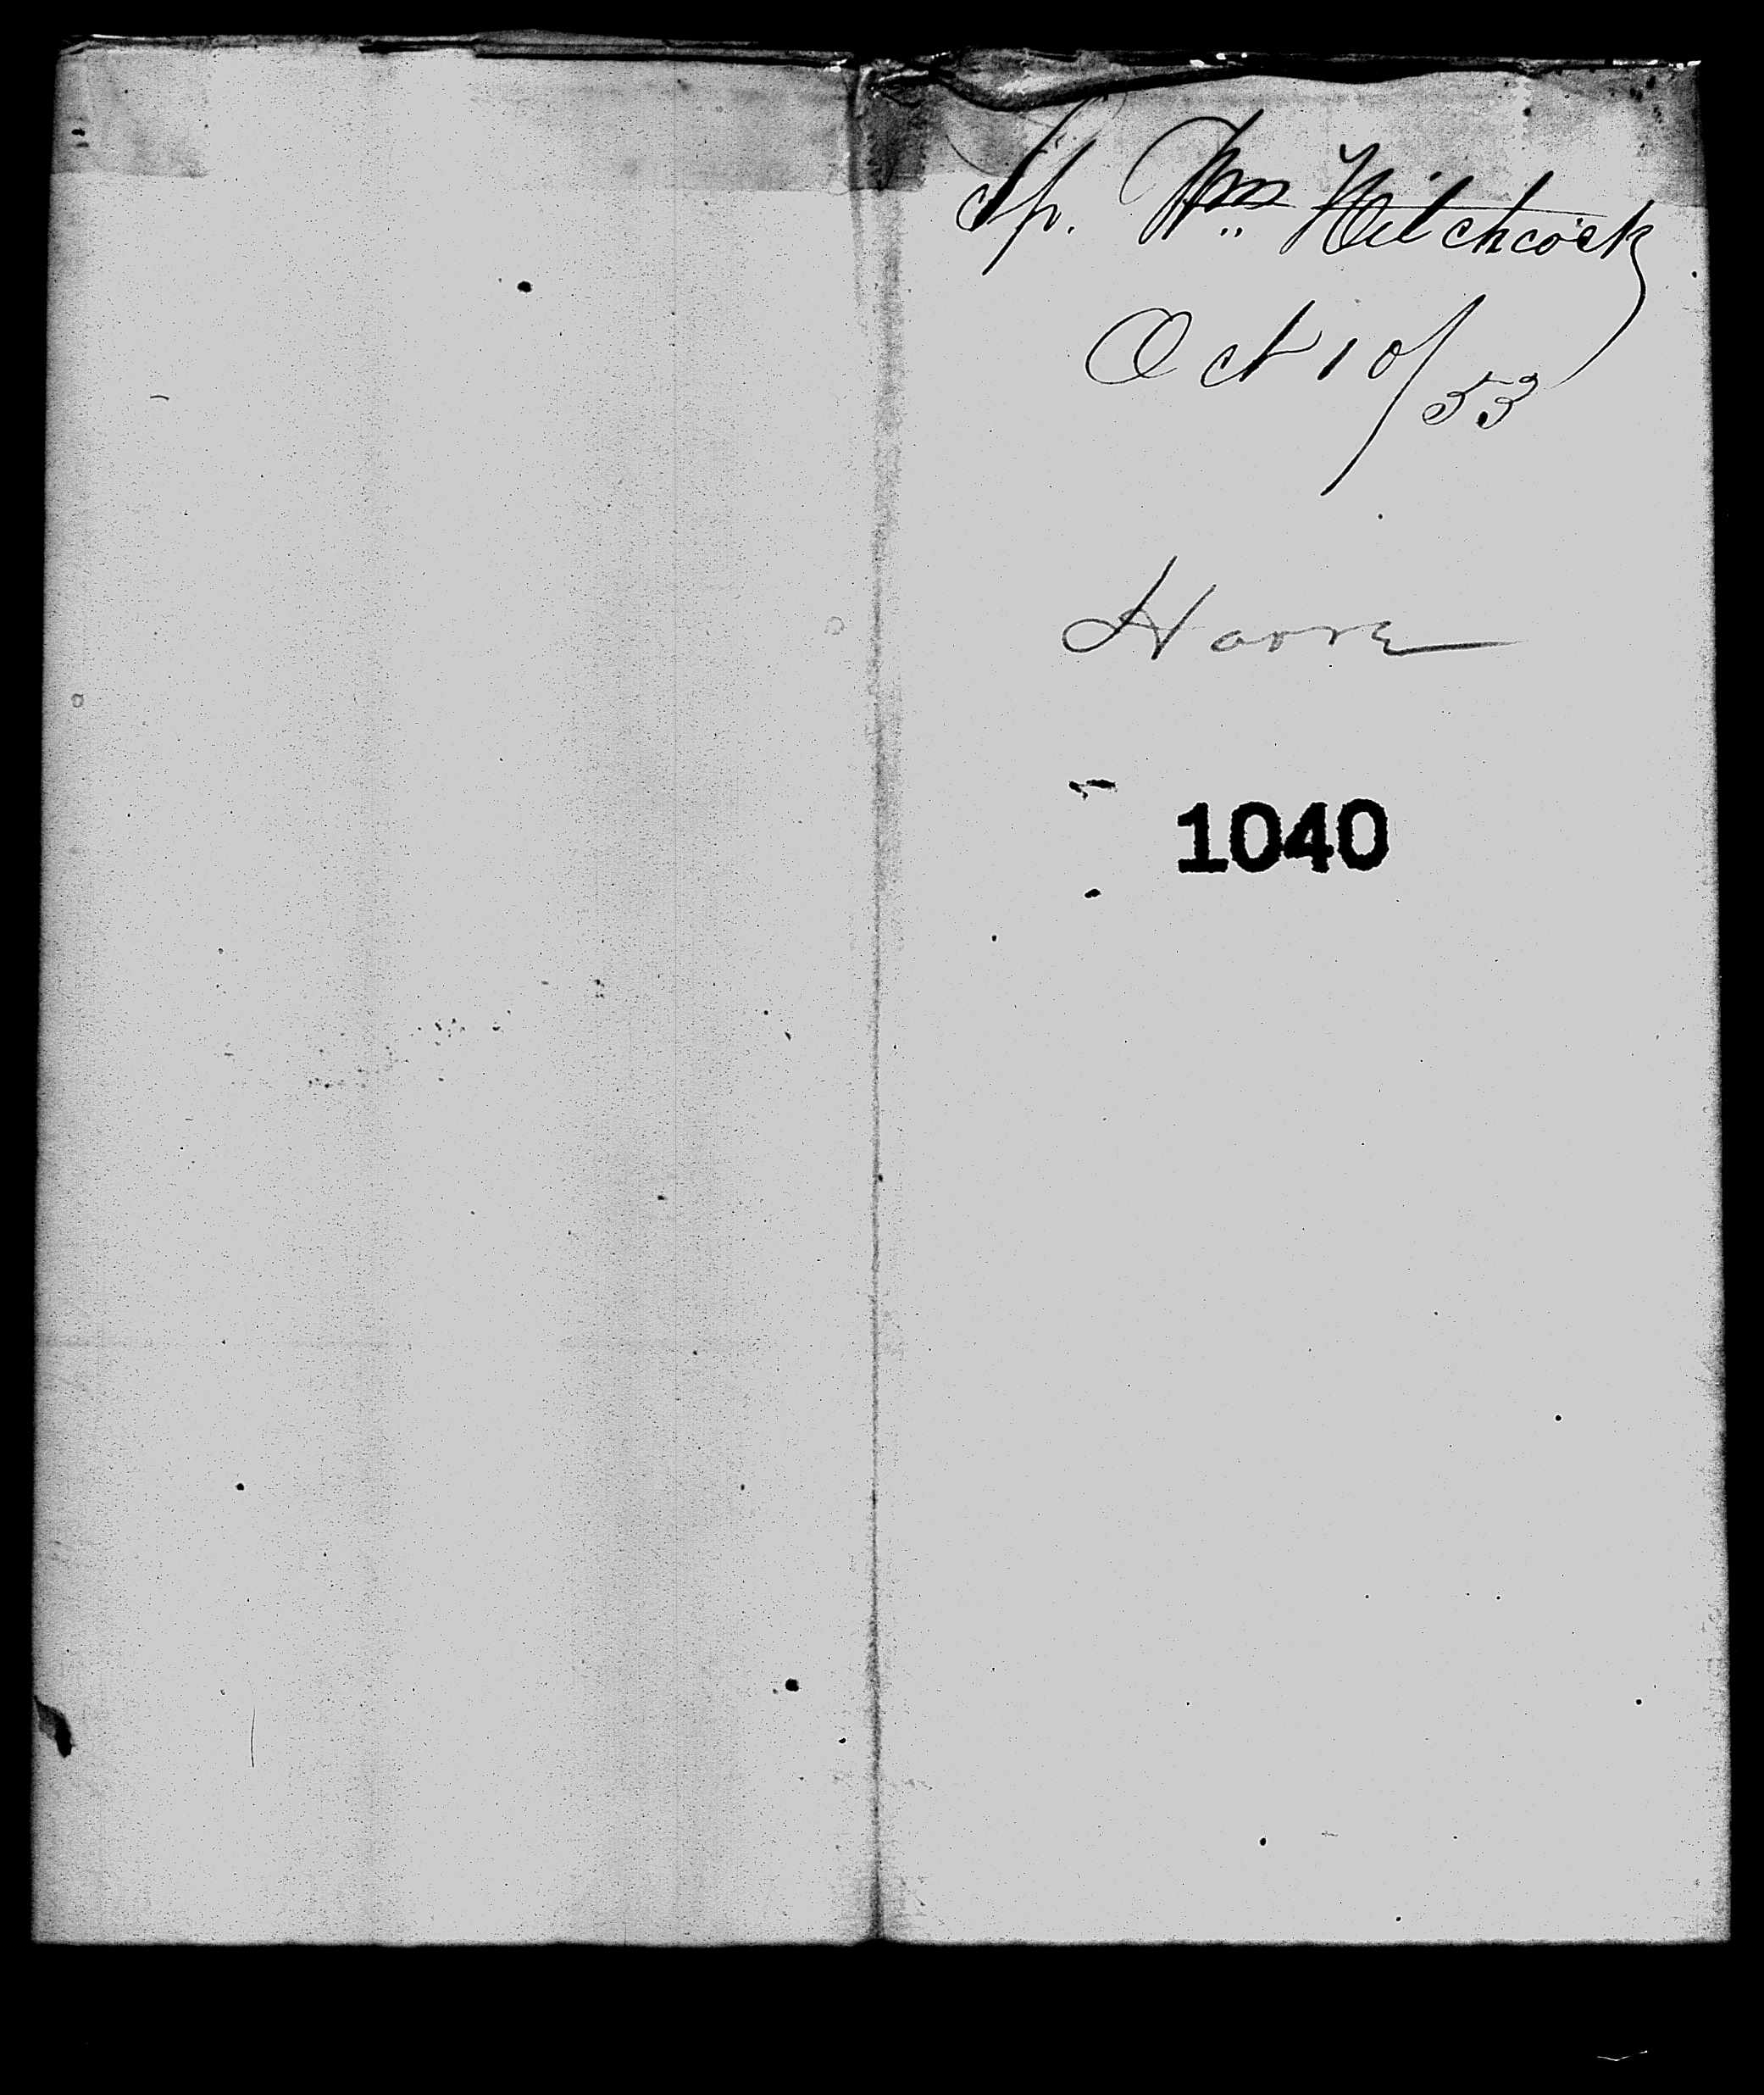 Sp. Wm Hitchcock
Oct 10/53
Havre
1040